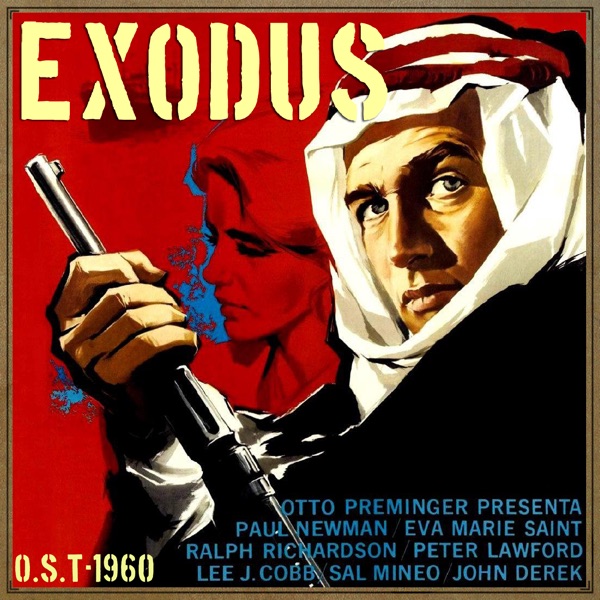 EXODUS
OTTO PREMINGER PRESENTA
PAUL NEWMAN / EVA MARIE SAINT
RALPH RICHARDSON / PETER LAWFORD
LEE J. COBB / SAL MINEO / JOHN DEREK
O.S.T-1960